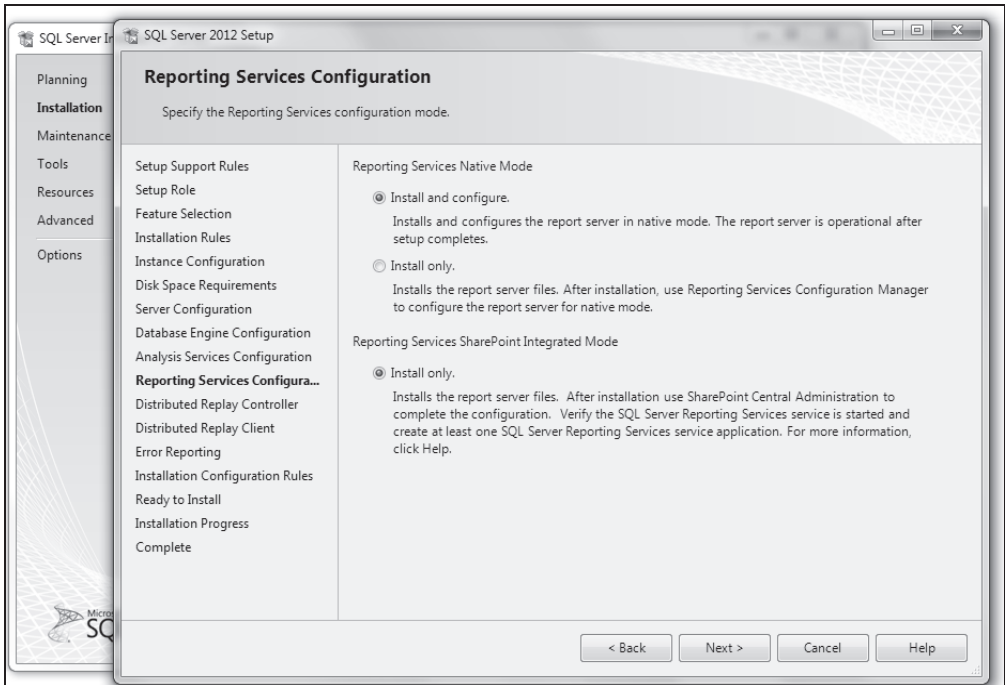 SQL Server 2012 Setup
Reporting Services Configuration
Specify the Reporting Services configuration mode.
SQL Server
Planning
Installation
Maintenance
Tools
Resources
Advanced
Options
SQL
Setup Support Rules
Setup Role
Feature Selection
Installation Rules
Instance Configuration
Disk Space Requirements
Server Configuration
Database Engine Configuration
Analysis Services Configuration
Reporting Services Configura...
Distributed Replay Controller
Distributed Replay Client
Error Reporting
Installation Configuration Rules
Ready to Install
Installation Progress
Complete
Reporting Services Native Mode
Install and configure.
Installs and configures the report server in native mode. The report server is operational after
setup completes.
Install only.
Installs the report server files. After installation, use Reporting Services Configuration Manager
to configure the report server for native mode.
Reporting Services SharePoint Integrated Mode
Install only.
Installs the report server files. After installation use SharePoint Central Administration to
complete the configuration. Verify the SQL Server Reporting Services service is started and
create at least one SQL Server Reporting Services service application. For more information,
click Help.
< Back
Next >
Cancel
Help